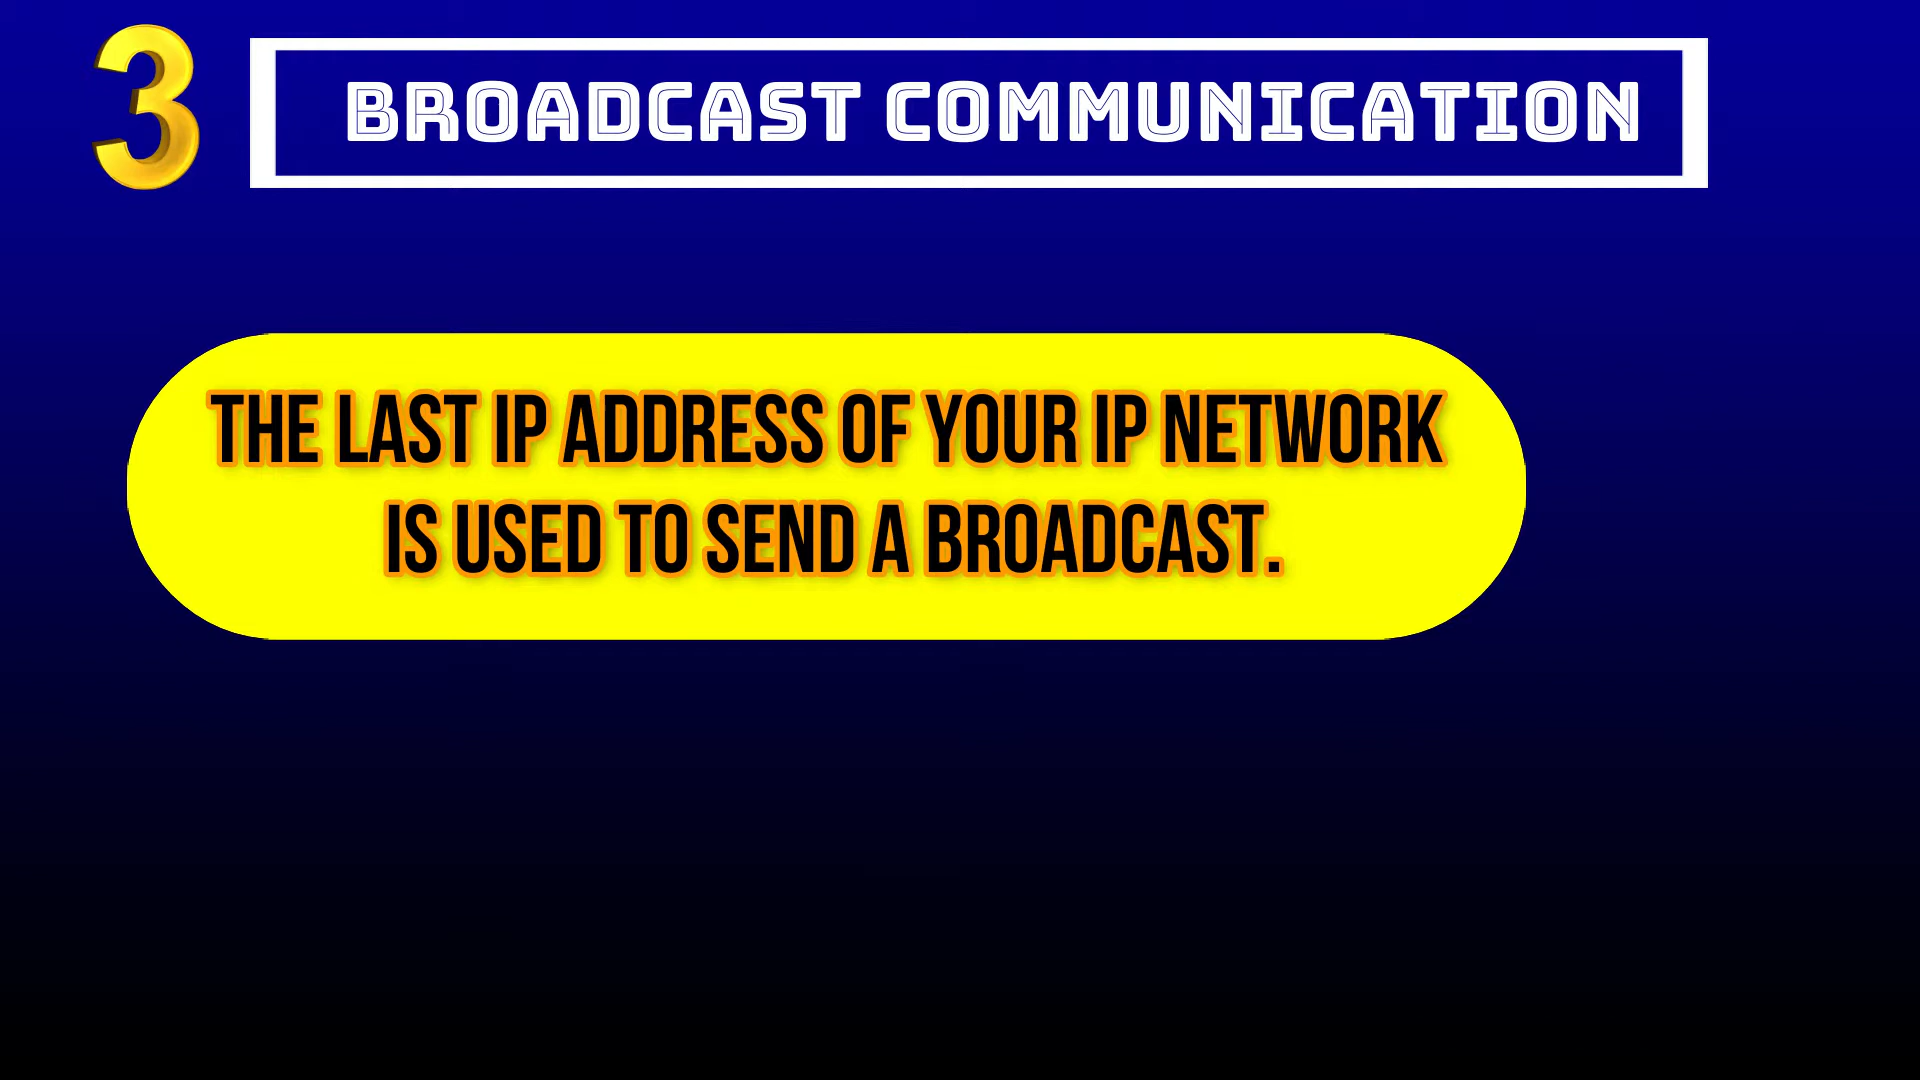 3
BROADCAST COMMUNICATION
THE LAST IP ADDRESS OF YOUR IP NETWORK
IS USED TO SEND A BROADCAST.